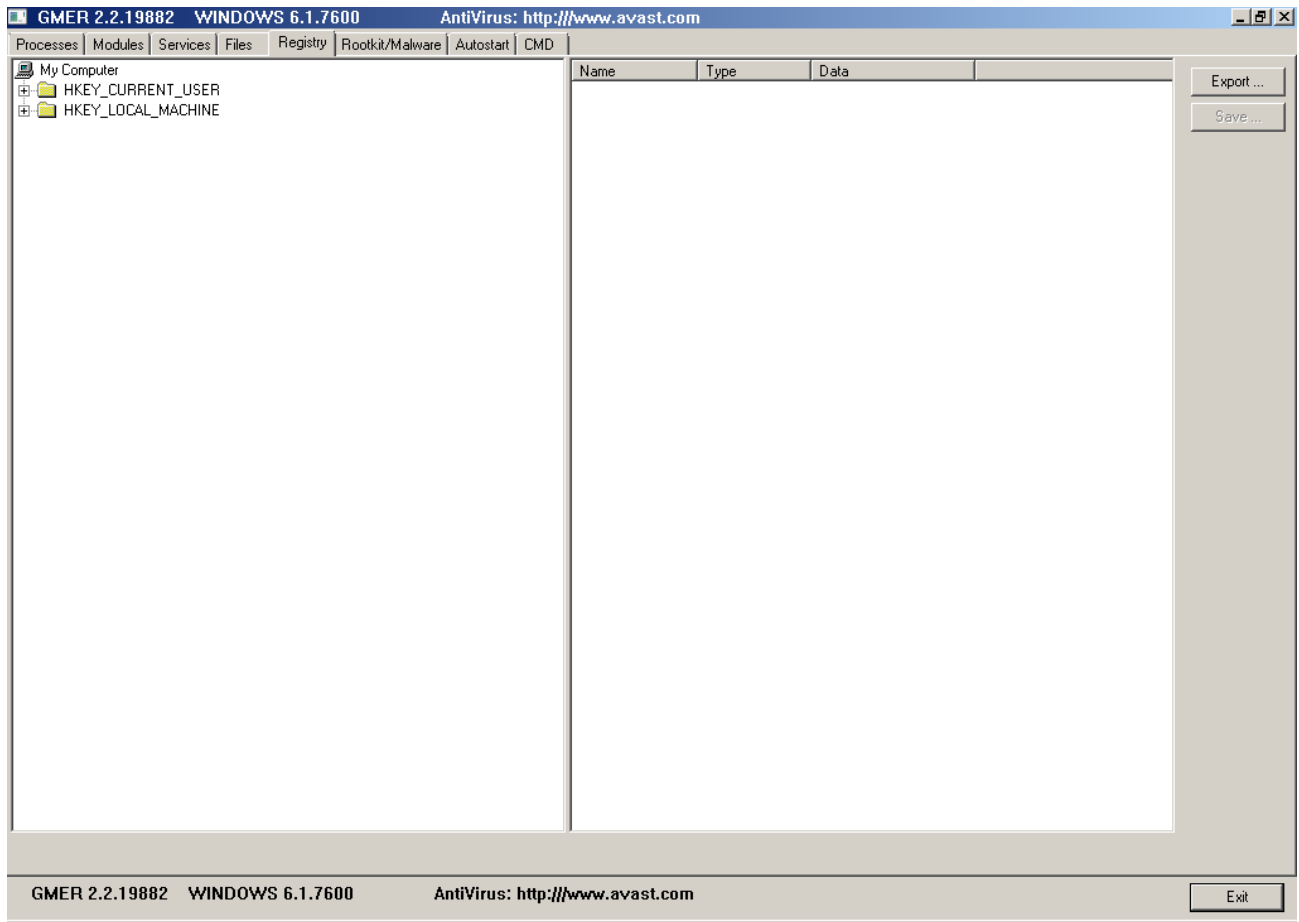 GMER 2.2.19882 WINDOWS 6.1.7600 AntiVirus: http:///www.avast.com
Processes Modules Services Files Registry Rootkit/Malware Autostart CMD
My Computer
HKEY_CURRENT_USER
HKEY_LOCAL_MACHINE
Name Type Data
Export ...
Save ...
GMER 2.2.19882 WINDOWS 6.1.7600 AntiVirus: http:///www.avast.com
Exit